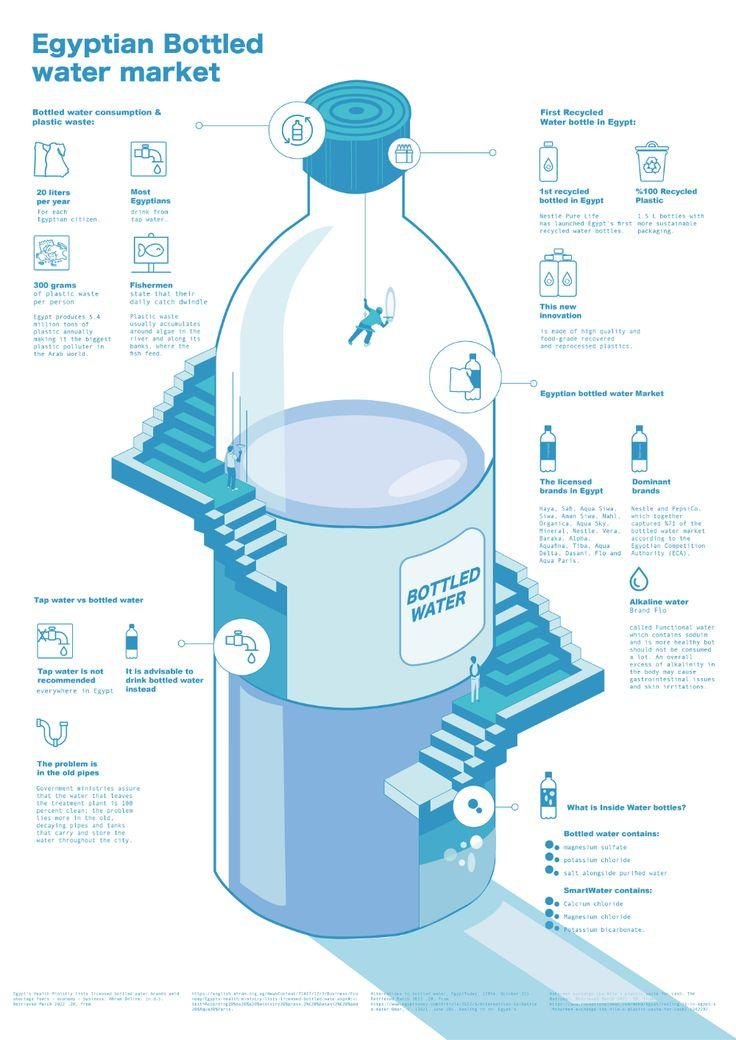 Egyptian Bottled
water market
Bottled water consumption &
plastic waste:
20 liters
per year
For each
Egyptian citizen.
Most
Egyptians
drink from
tap water.
300 grams
of plastic waste
per person
Egypt produces 5.4
million tons of
plastic annually
making it the biggest
plastic polluter in
the Arab world.
Fishermen
state that their
daily catch dwindle
Plastic waste
usually accumulates
around algae in the
river and along its
banks, where the
fish feed.
First Recycled
Water bottle in Egypt:
1st recycled
bottled in Egypt
Nestle Pure Life
has launched Egypt's first
recycled water bottles.
%100 Recycled
Plastic
1.5 L bottles with
more sustainable
packaging.
This new
innovation
is made of high quality and
food-grade recovered
and reprocessed plastics.
Egyptian bottled water Market
The licensed
brands in Egypt
Haya, Safi, Aqua Siwa,
Siwa, Aman Siwa, Nahl,
Organica, Aqua Sky,
Mineral, Nestle, Vera,
Baraka, Alpha,
Aquafina, Tiba, Aqua
Delta, Dasani, Flo and
Aqua Paris.
Dominant
brands
Nestle and PepsiCo.
which together
captured %71 of the
bottled water market
according to the
Egyptian Competition
Authority (ECA).
Alkaline water
Brand Flo
called Functional water
which contains soduim
and is more healthy but
should not be consumed
a lot. An overall
excess of alkalinity in
the body may cause
gastrointestinal issues
and skin irritations.
BOTTLED
WATER
Tap water vs bottled water
Tap water is not
recommended
everywhere in Egypt
It is advisable to
drink bottled water
instead
The problem is
in the old pipes
Government ministries assure
that the water that leaves
the treatment plant is 100
percent clean; the problem
lies more in the old,
decaying pipes and tanks
that carry and store the
water throughout the city.
What is Inside Water bottles?
Bottled water contains:
magnesium sulfate
potassium chloride
salt alongside purified water
SmartWater contains:
Calcium chloride
Magnesium chloride
Potassium bicarbonate.